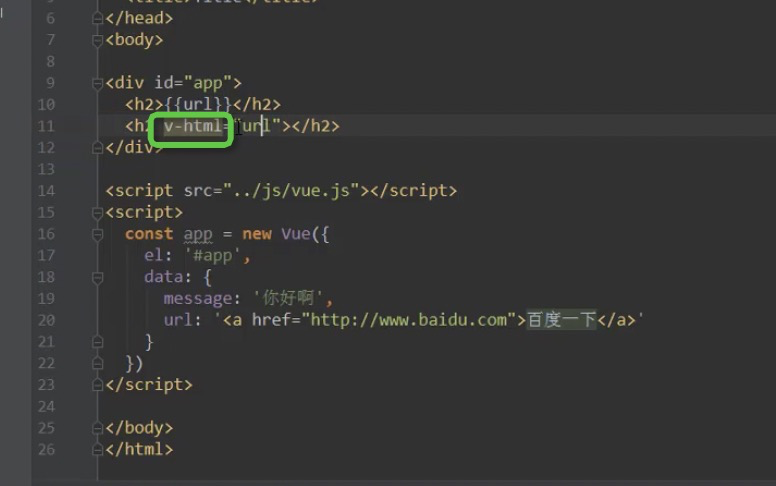 6 </head>
7 <body>
8
9 <div id="app">
10 <h2>{{url}}</h2>
11 <h2 v-html="url"></h2>
12 </div>
13
14 <script src="../js/vue.js"></script>
15 <script>
16 const app = new Vue({
17 el: '#app',
18 data: {
19 message: '你好啊',
20 url: '<a href="http://www.baidu.com">百度一下</a>'
21 }
22 })
23 </script>
24
25 </body>
26 </html>